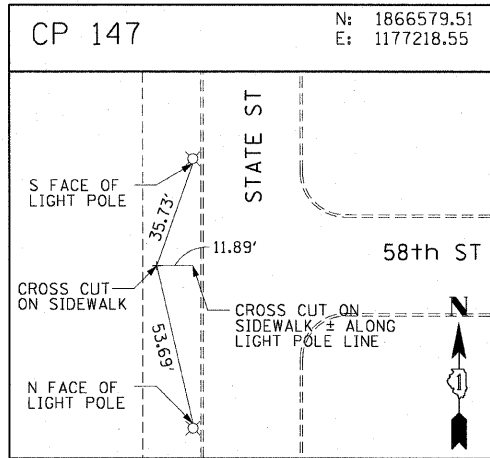 CP 147
N: 1866579.51
E: 1177218.55
STATE ST
S FACE OF
LIGHT POLE
35.73'
11.89'
58th ST
CROSS CUT
ON SIDEWALK
CROSS CUT ON
SIDEWALK ± ALONG
LIGHT POLE LINE
53.69'
N
1
N FACE OF
LIGHT POLE